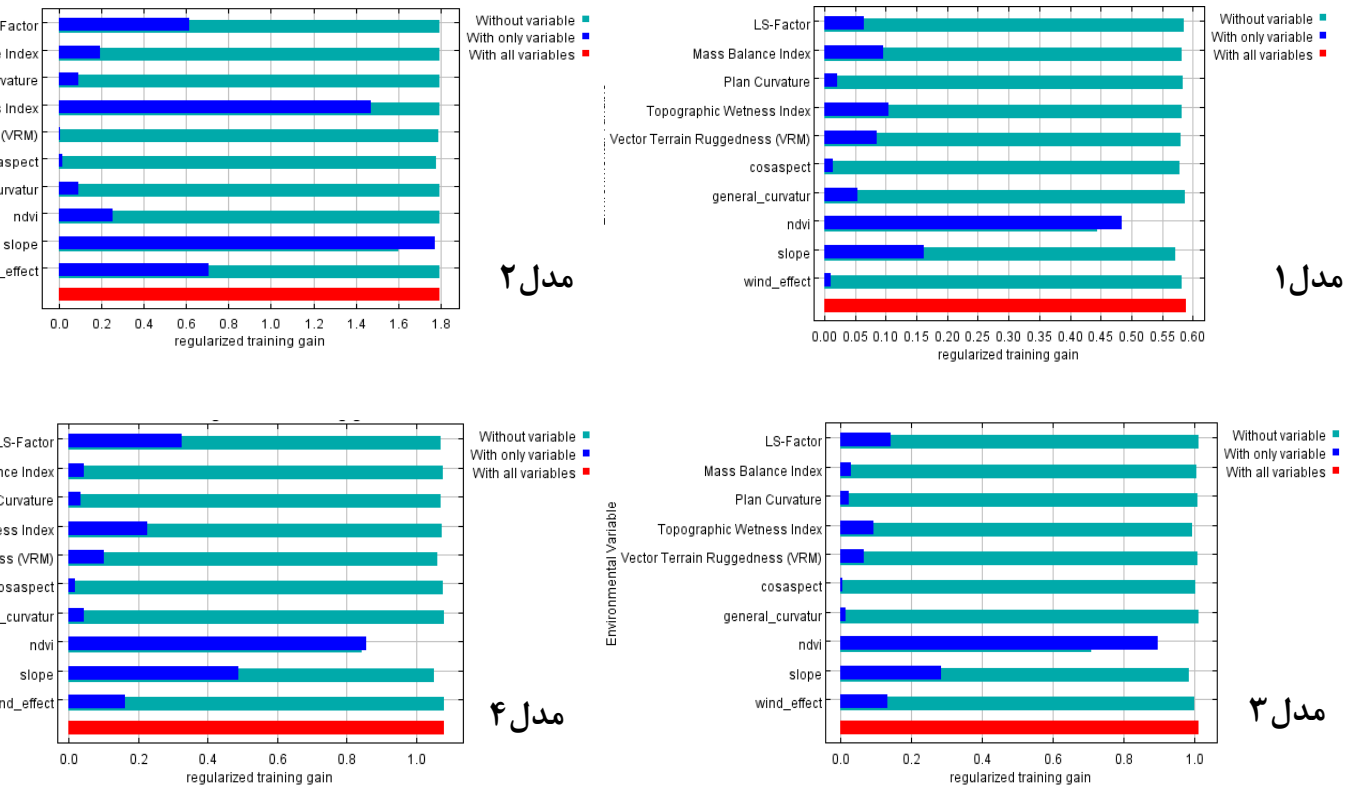 Factor
Index
vature
Index
(VRM)
aspect
urvatur
ndvi
slope
_effect
0.0 0.2 0.4 0.6 0.8 1.0 1.2 1.4 1.6 1.8
regularized training gain
Without variable
With only variable
With all variables
مدل۲
LS-Factor
Mass Balance Index
Plan Curvature
Topographic Wetness Index
Vector Terrain Ruggedness (VRM)
cosaspect
general_curvatur
ndvi
slope
wind_effect
0.00 0.05 0.10 0.15 0.20 0.25 0.30 0.35 0.40 0.45 0.50 0.55 0.60
regularized training gain
Without variable
With only variable
With all variables
مدل۱
LS-Factor
nce Index
Curvature
ess Index
ss (VRM)
osaspect
_curvatur
ndvi
slope
nd_effect
0.0 0.2 0.4 0.6 0.8 1.0
regularized training gain
Without variable
With only variable
With all variables
مدل۴
Environmental Variable
LS-Factor
Mass Balance Index
Plan Curvature
Topographic Wetness Index
Vector Terrain Ruggedness (VRM)
cosaspect
general_curvatur
ndvi
slope
wind_effect
0.0 0.2 0.4 0.6 0.8 1.0
regularized training gain
Without variable
With only variable
With all variables
مدل۳